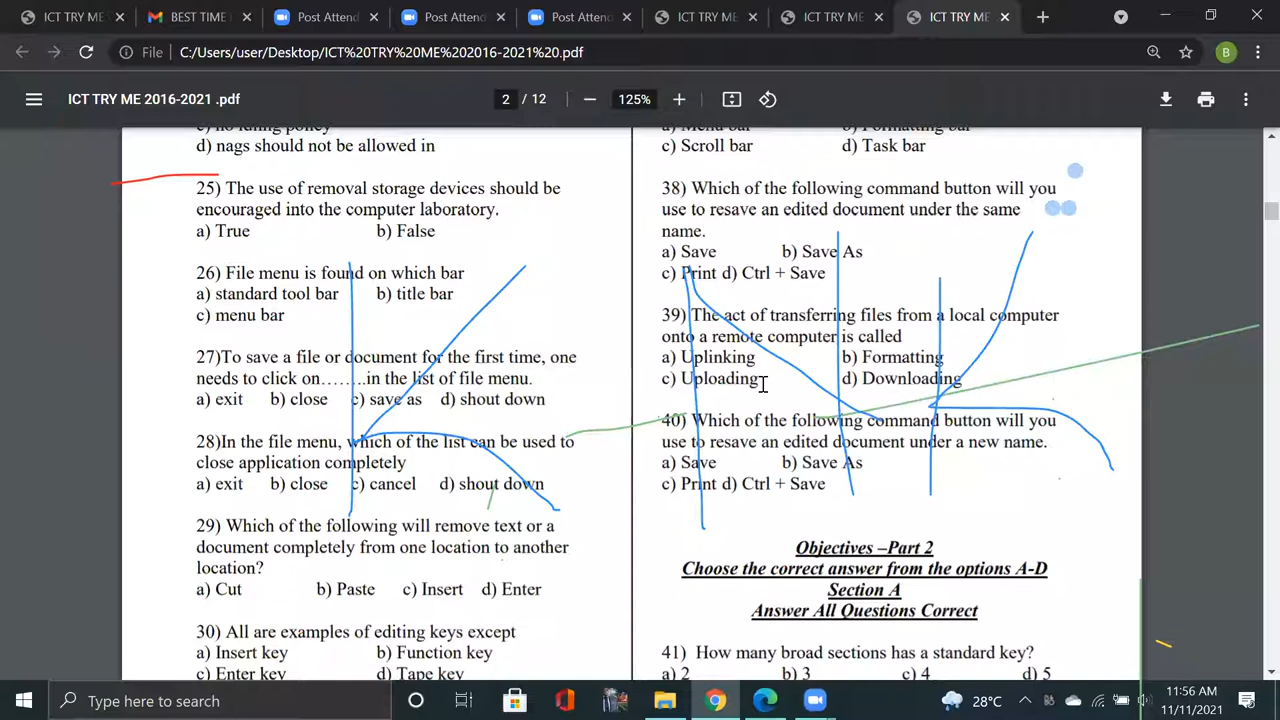 ICT TRY ME
BEST TIME
Post Attend
Post Attend
Post Attend
ICT TRY ME
ICT TRY ME
ICT TRY ME
File
C:/Users/user/Desktop/ICT%20TRY%20ME%202016-2021%20.pdf
B
ICT TRY ME 2016-2021 .pdf
2 / 12
125%
d) nags should not be allowed in
25) The use of removal storage devices should be
encouraged into the computer laboratory.
a) True b) False
26) File menu is found on which bar
a) standard tool bar b) title bar
c) menu bar
27)To save a file or document for the first time, one
needs to click on……..in the list of file menu.
a) exit b) close c) save as d) shout down
28)In the file menu, which of the list can be used to
close application completely
a) exit b) close c) cancel d) shout down
29) Which of the following will remove text or a
document completely from one location to another
location?
a) Cut b) Paste c) Insert d) Enter
30) All are examples of editing keys except
a) Insert key b) Function key
c) Enter key d) Tape key
a) Menu bar b) Formatting bar
c) Scroll bar d) Task bar
38) Which of the following command button will you
use to resave an edited document under the same
name.
a) Save b) Save As
c) Print d) Ctrl + Save
39) The act of transferring files from a local computer
onto a remote computer is called
a) Uplinking b) Formatting
c) Uploading d) Downloading
40) Which of the following command button will you
use to resave an edited document under a new name.
a) Save b) Save As
c) Print d) Ctrl + Save
Objectives –Part 2
Choose the correct answer from the options A-D
Section A
Answer All Questions Correct
41) How many broad sections has a standard key?
a) 2 b) 3 c) 4 d) 5
Type here to search
28°C
11:56 AM
11/11/2021